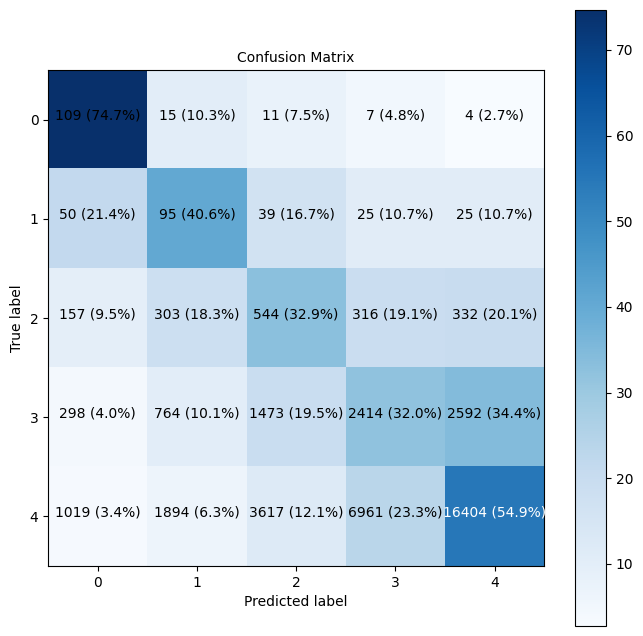 Confusion Matrix
0 109 (74.7%) 15 (10.3%) 11 (7.5%) 7 (4.8%) 4 (2.7%)
1 50 (21.4%) 95 (40.6%) 39 (16.7%) 25 (10.7%) 25 (10.7%)
2 157 (9.5%) 303 (18.3%) 544 (32.9%) 316 (19.1%) 332 (20.1%)
3 298 (4.0%) 764 (10.1%) 1473 (19.5%) 2414 (32.0%) 2592 (34.4%)
4 1019 (3.4%) 1894 (6.3%) 3617 (12.1%) 6961 (23.3%) 16404 (54.9%)
0 1 2 3 4
Predicted label
True label
70
60
50
40
30
20
10